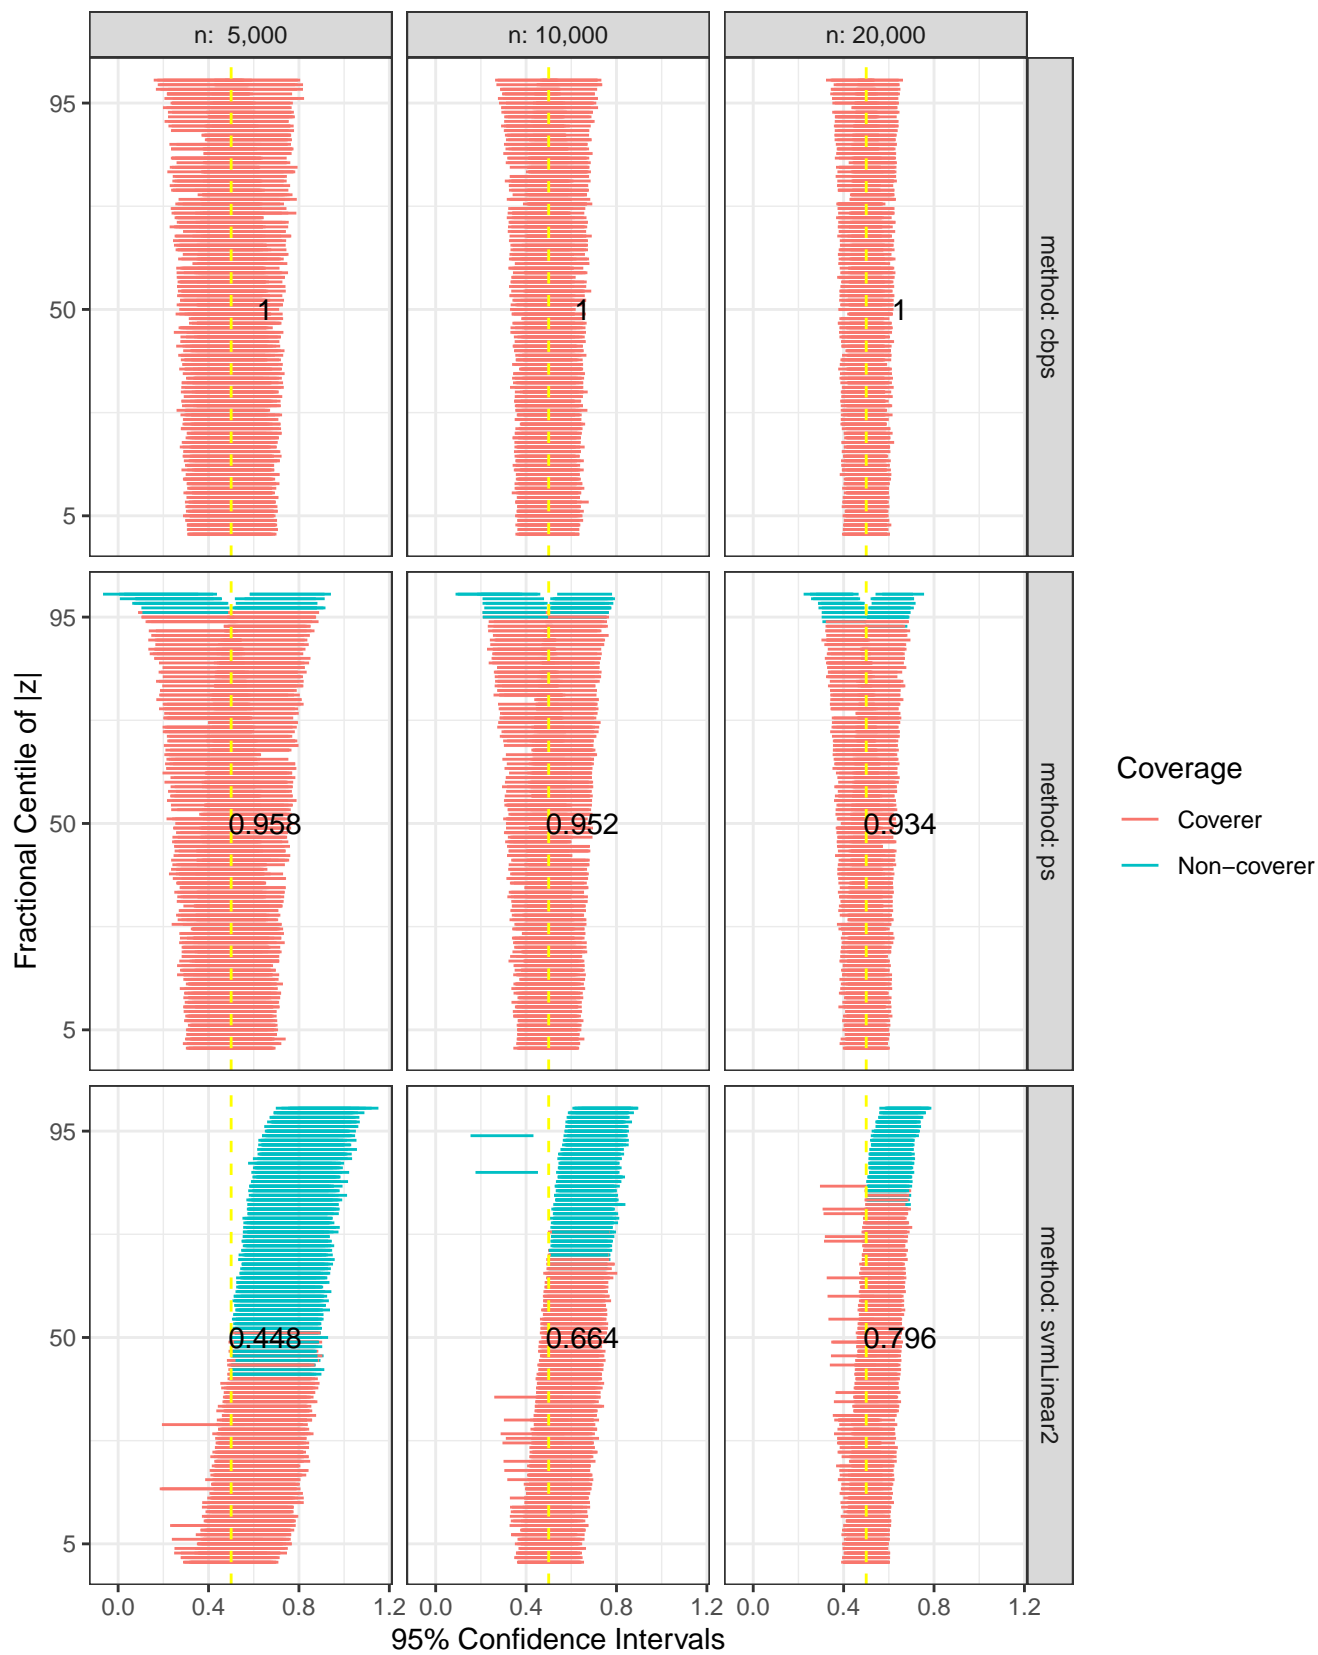 n:  5,000
n: 10,000
n: 20,000
95
50
5
1
1
1
method: cbps
95
50
5
0.958
0.952
0.934
method: ps
95
50
5
0.448
0.664
0.796
method: svmLinear2
0.0 0.4 0.8 1.2
0.0 0.4 0.8 1.2
0.0 0.4 0.8 1.2
95% Confidence Intervals
Fractional Centile of |z|
Coverage
Coverer
Non−coverer